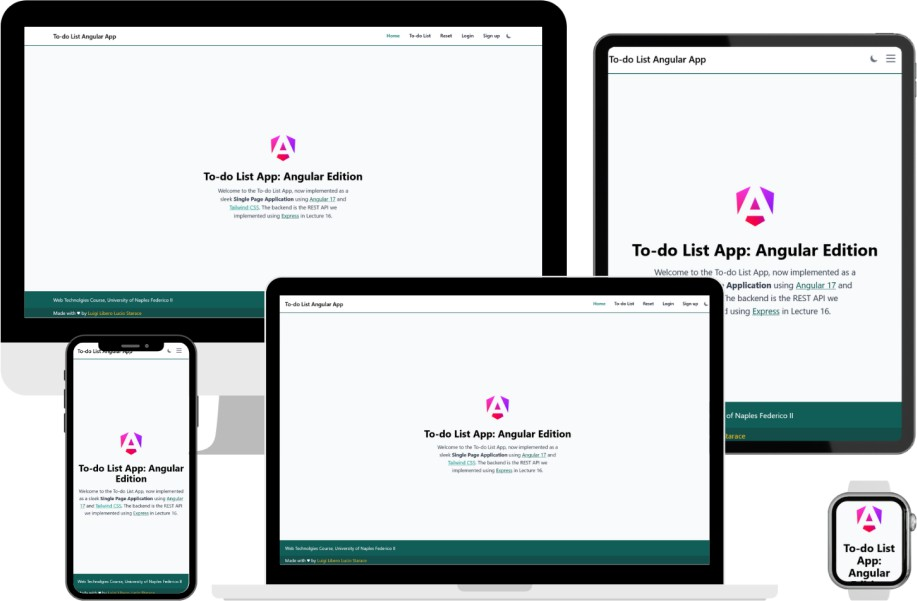 To-do List Angular App
Home To-do List Reset Login Sign up
To-do List App: Angular Edition
Welcome to the To-do List App, now implemented as a
sleek Single Page Application using Angular 17 and
Tailwind CSS. The backend is the REST API we
implemented using Express in Lecture 16.
Web Technologies Course, University of Naples Federico II
Made with ♥ by Luigi Libero Lucio Starace
To-do List Angular App
To-do List App: Angular Edition
Welcome to the To-do List App, now implemented as a
Application using Angular 17 and
The backend is the REST API we
using Express in Lecture 16.
of Naples Federico II
tarace
To-do List Angular App
To-do List App: Angular
Edition
Welcome to the To-do List App, now implemented
as a sleek Single Page Application using Angular
17 and Tailwind CSS. The backend is the REST API
we implemented using Express in Lecture 16.
Web Technologies Course, University of Naples Federico II
Made with ♥ by Luigi Libero Lucio Starace
To-do List Angular App
Home To-do List Reset Login Sign up
To-do List App: Angular Edition
Welcome to the To-do List App, now implemented as a
sleek Single Page Application using Angular 17 and
Tailwind CSS. The backend is the REST API we
implemented using Express in Lecture 16.
Web Technologies Course, University of Naples Federico II
Made with ♥ by Luigi Libero Lucio Starace
To-do List
App:
Angular
Edition